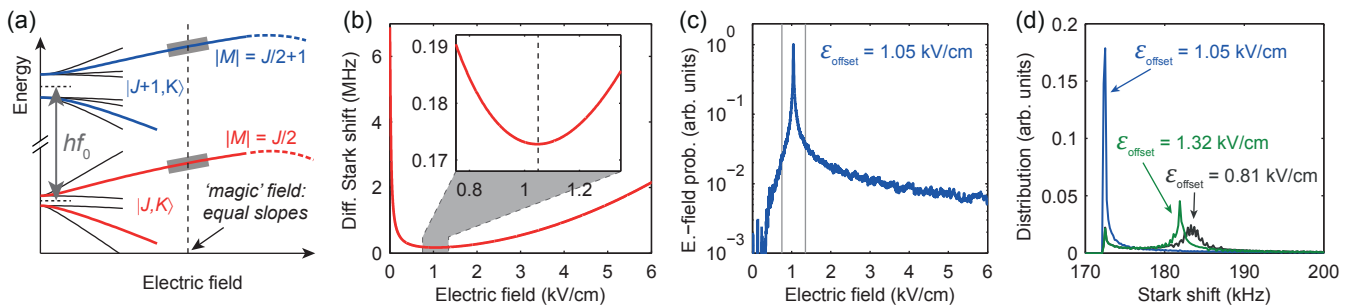 (a)
Energy
|M| = J/2+1
|J+1,K⟩
hf0
|M| = J/2
|J,K⟩
'magic' field:
equal slopes
Electric field
(b)
Diff. Stark shift (MHz)
6
4
2
0
0.19
0.18
0.17
0.8
1
1.2
0 1 2 3 4 5 6
Electric field (kV/cm)
(c)
E.−field prob. (arb. units)
10^0
10^−1
10^−2
10^−3
ℰoffset = 1.05 kV/cm
0 1 2 3 4 5 6
Electric field (kV/cm)
(d)
Distribution (arb. units)
0.2
0.15
0.1
0.05
0
ℰoffset = 1.05 kV/cm
ℰoffset = 1.32 kV/cm
ℰoffset = 0.81 kV/cm
170 180 190 200
Stark shift (kHz)